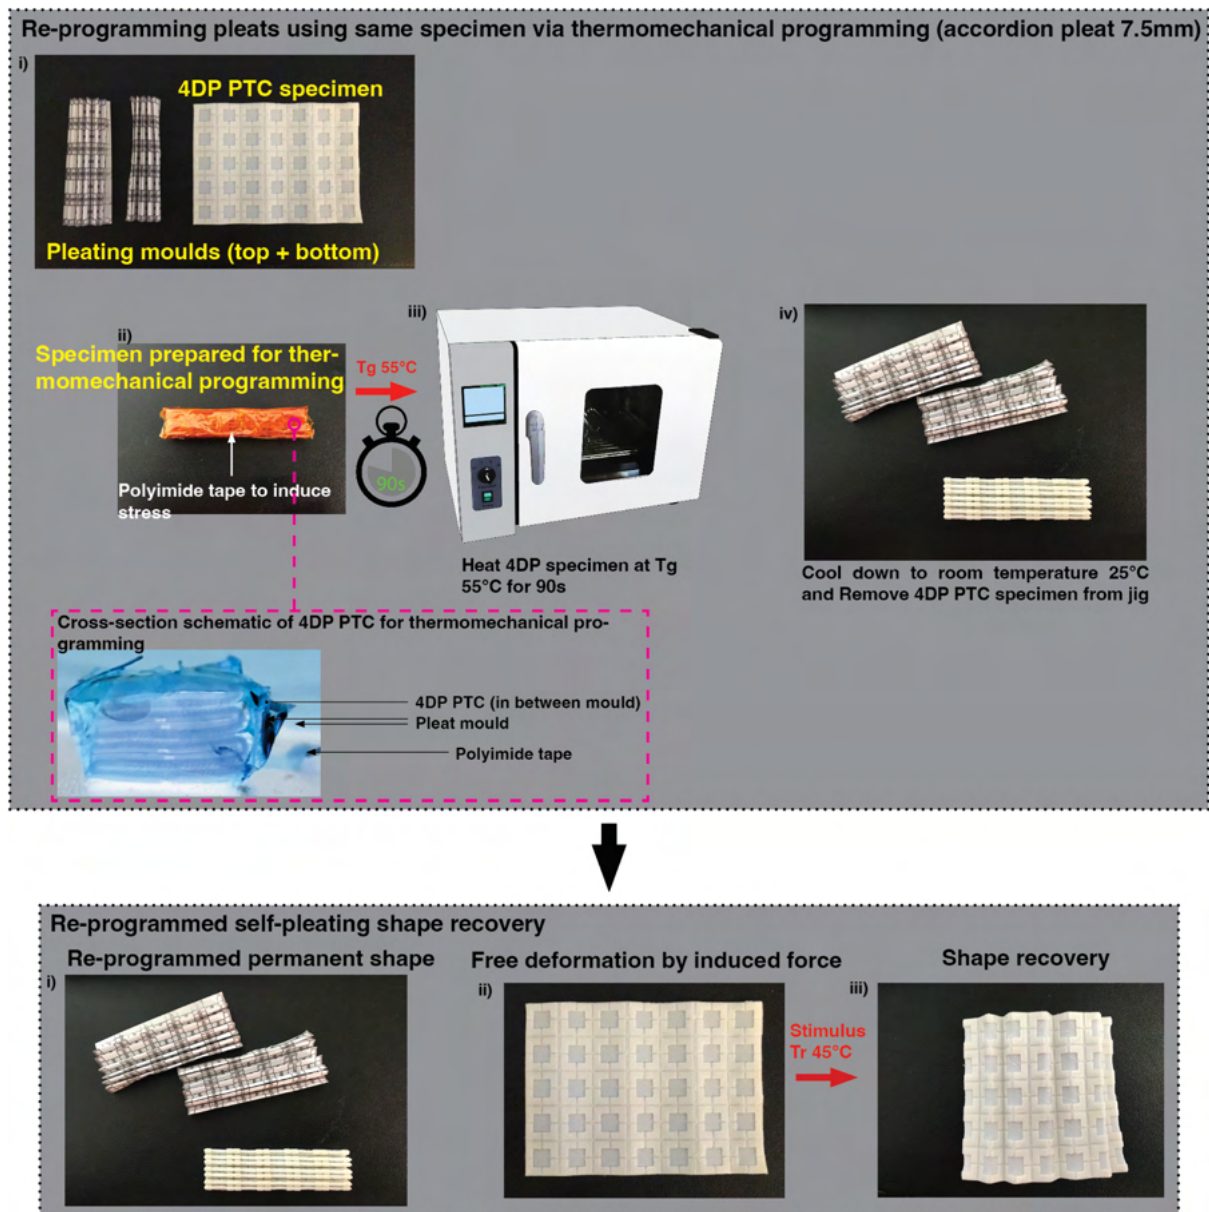 Re-programming pleats using same specimen via thermomechanical programming (accordion pleat 7.5mm)
i)
4DP PTC specimen
Pleating moulds (top + bottom)
ii)
Specimen prepared for ther-
momechanical programming
Polyimide tape to induce
stress
Tg 55°C
90s
iii)
Heat 4DP specimen at Tg
55°C for 90s
iv)
Cool down to room temperature 25°C
and Remove 4DP PTC specimen from jig
Cross-section schematic of 4DP PTC for thermomechanical pro-
gramming
4DP PTC (in between mould)
Pleat mould
Polyimide tape
Re-programmed self-pleating shape recovery
Re-programmed permanent shape
i)
Free deformation by induced force
ii)
Stimulus
Tr 45°C
Shape recovery
iii)